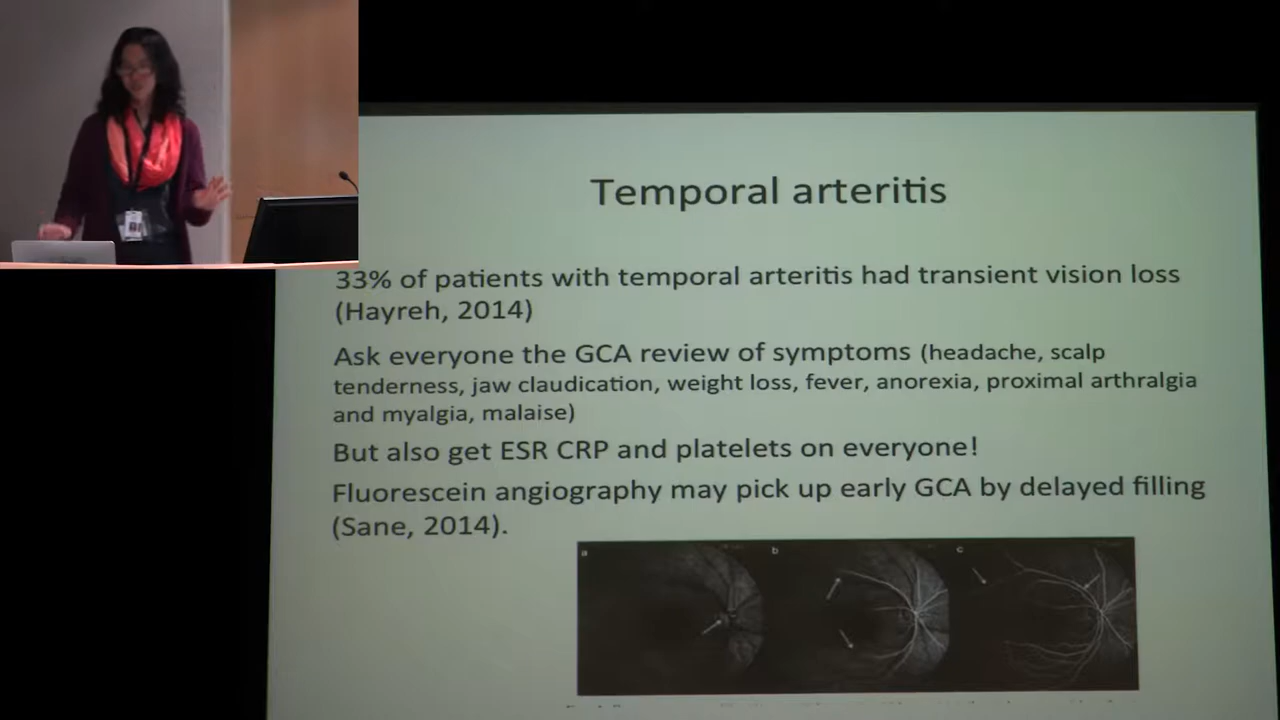 Temporal arteritis
33% of patients with temporal arteritis had transient vision loss
(Hayreh, 2014)
Ask everyone the GCA review of symptoms (headache, scalp
tenderness, jaw claudication, weight loss, fever, anorexia, proximal arthralgia
and myalgia, malaise)
But also get ESR CRP and platelets on everyone!
Fluorescein angiography may pick up early GCA by delayed filling
(Sane, 2014).
a b c